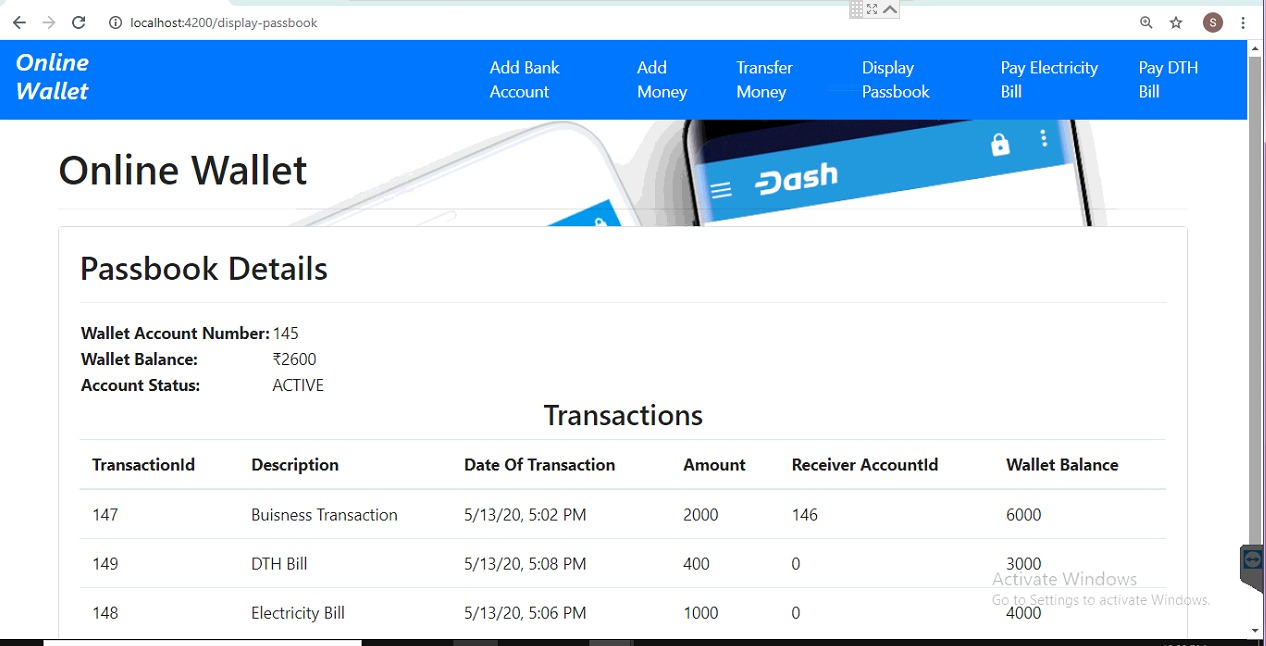 localhost:4200/display-passbook
S
Online Wallet
Add Bank Account
Add Money
Transfer Money
Display Passbook
Pay Electricity Bill
Pay DTH Bill
Online Wallet
Dash
Passbook Details
Wallet Account Number: 145
Wallet Balance: ₹2600
Account Status: ACTIVE
Transactions
TransactionId Description Date Of Transaction Amount Receiver AccountId Wallet Balance
147 Buisness Transaction 5/13/20, 5:02 PM 2000 146 6000
149 DTH Bill 5/13/20, 5:08 PM 400 0 3000
148 Electricity Bill 5/13/20, 5:06 PM 1000 0 4000
Activate Windows
Go to Settings to activate Windows.